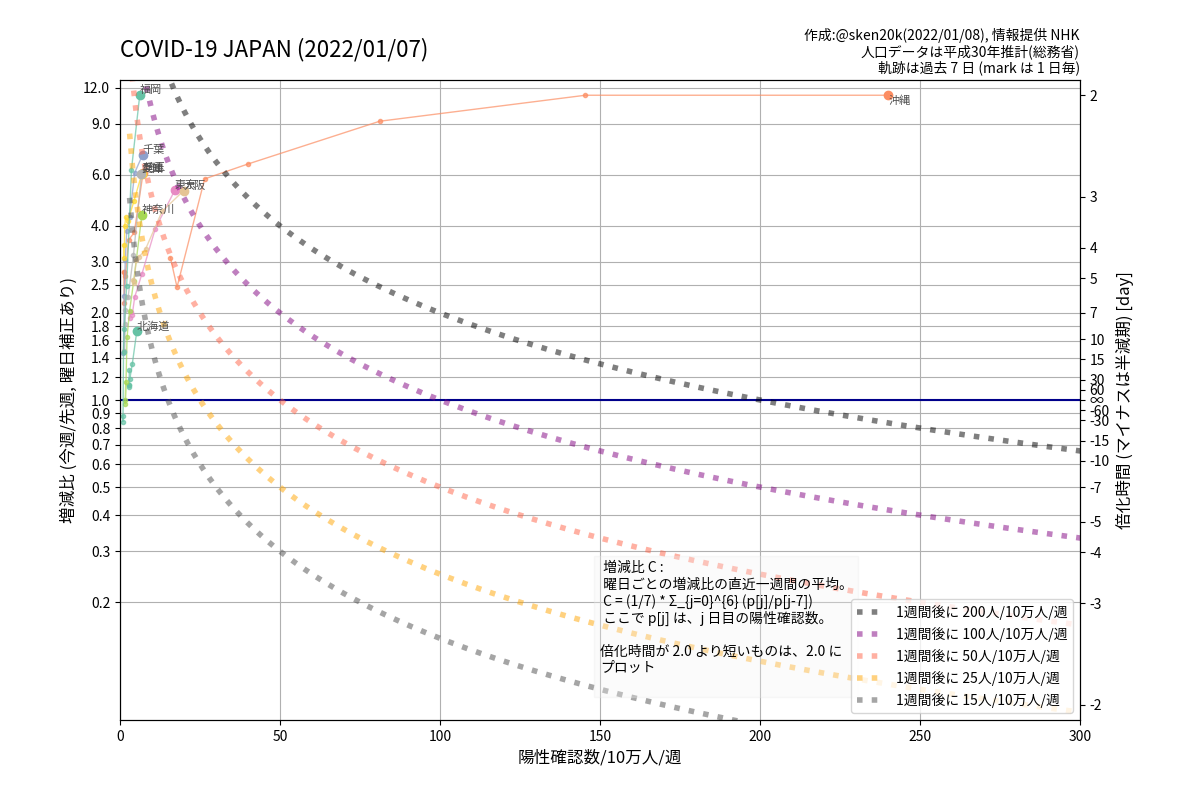 COVID-19 JAPAN (2022/01/07)
作成:@sken20k(2022/01/08), 情報提供 NHK
人口データは平成30年推計(総務省)
軌跡は過去 7 日 (mark は 1 日毎)
12.0
9.0
6.0
4.0
3.0
2.5
2.0
1.8
1.6
1.4
1.2
1.0
0.9
0.8
0.7
0.6
0.5
0.4
0.3
0.2
増減比 (今週/先週, 曜日補正あり)
福岡
千葉
東京
大阪
神奈川
北海道
沖縄
2
3
4
5
7
10
15
30
60
∞
-60
-30
-15
-10
-7
-5
-4
-3
-2
倍化時間 (マイナスは半減期) [day]
増減比 C :
曜日ごとの増減比の直近一週間の平均。
C = (1/7) * Σ_{j=0}^{6} (p[j]/p[j-7])
ここで p[j] は、j 日目の陽性確認数。
倍化時間が 2.0 より短いものは、2.0 に
プロット
1週間後に 200人/10万人/週
1週間後に 100人/10万人/週
1週間後に 50人/10万人/週
1週間後に 25人/10万人/週
1週間後に 15人/10万人/週
0 50 100 150 200 250 300
陽性確認数/10万人/週